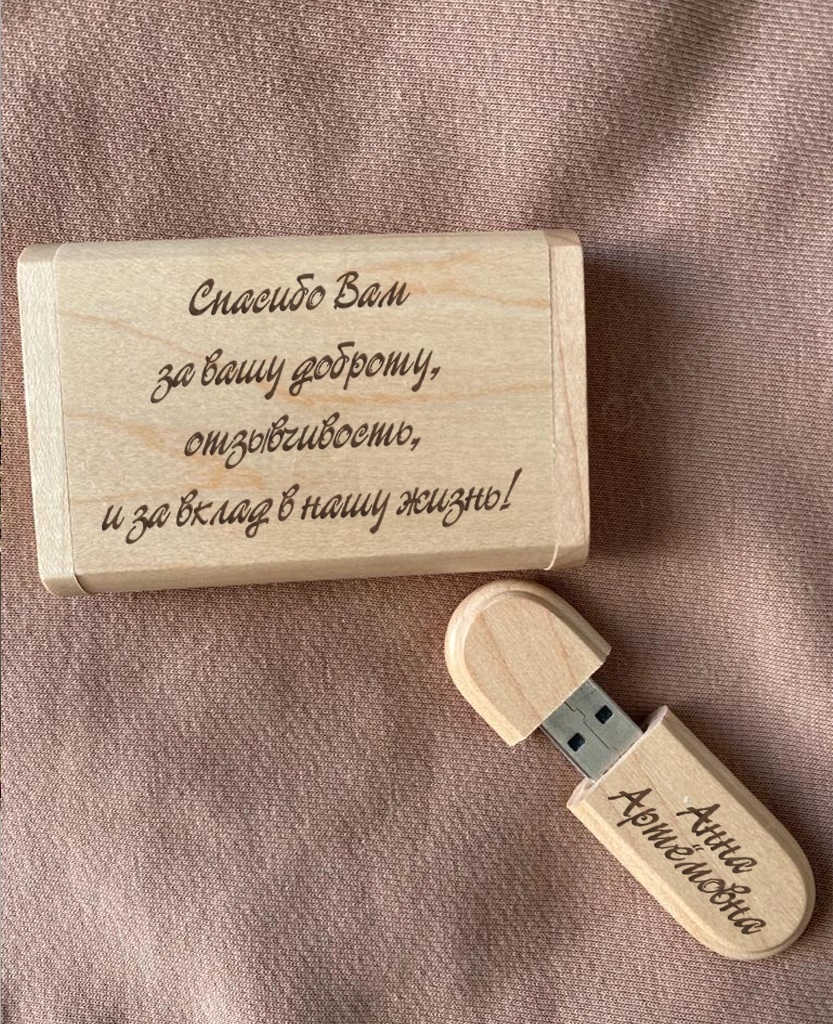 Спасибо Вам
за вашу доброту,
отзывчивость,
и за вклад в нашу жизнь!
Анна
Артёмовна